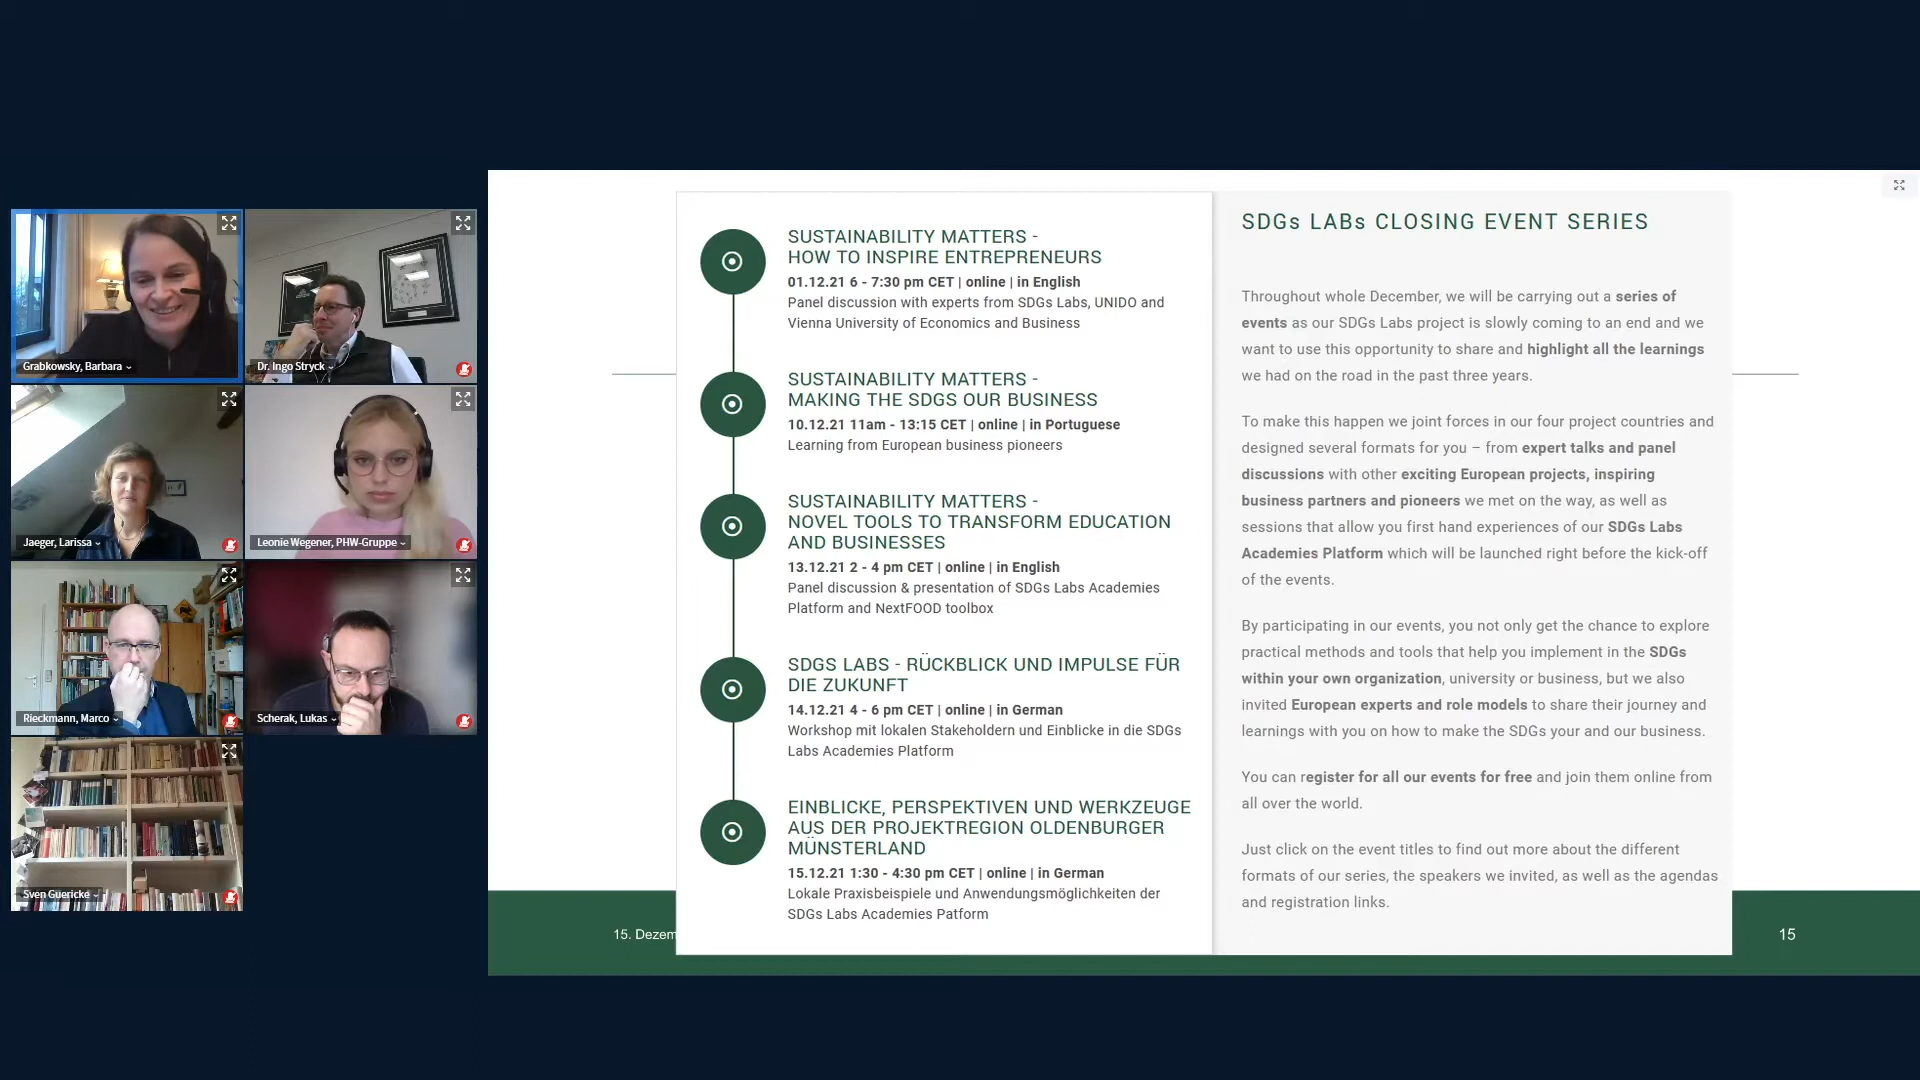 Grabkowsky, Barbara
Dr. Ingo Stryck
Jaeger, Larissa
Leonie Wegener, PHW-Gruppe
Rieckmann, Marco
Scherak, Lukas
Sven Guericke
SUSTAINABILITY MATTERS -
HOW TO INSPIRE ENTREPRENEURS
01.12.21 6 - 7:30 pm CET | online | in English
Panel discussion with experts from SDGs Labs, UNIDO and
Vienna University of Economics and Business
SUSTAINABILITY MATTERS -
MAKING THE SDGS OUR BUSINESS
10.12.21 11am - 13:15 CET | online | in Portuguese
Learning from European business pioneers
SUSTAINABILITY MATTERS -
NOVEL TOOLS TO TRANSFORM EDUCATION
AND BUSINESSES
13.12.21 2 - 4 pm CET | online | in English
Panel discussion & presentation of SDGs Labs Academies
Platform and NextFOOD toolbox
SDGS LABS - RÜCKBLICK UND IMPULSE FÜR
DIE ZUKUNFT
14.12.21 4 - 6 pm CET | online | in German
Workshop mit lokalen Stakeholdern und Einblicke in die SDGs
Labs Academies Platform
EINBLICKE, PERSPEKTIVEN UND WERKZEUGE
AUS DER PROJEKTREGION OLDENBURGER
MÜNSTERLAND
15.12.21 1:30 - 4:30 pm CET | online | in German
Lokale Praxisbeispiele und Anwendungsmöglichkeiten der
SDGs Labs Academies Patform
SDGs LABs CLOSING EVENT SERIES
Throughout whole December, we will be carrying out a series of
events as our SDGs Labs project is slowly coming to an end and we
want to use this opportunity to share and highlight all the learnings
we had on the road in the past three years.
To make this happen we joint forces in our four project countries and
designed several formats for you – from expert talks and panel
discussions with other exciting European projects, inspiring
business partners and pioneers we met on the way, as well as
sessions that allow you first hand experiences of our SDGs Labs
Academies Platform which will be launched right before the kick-off
of the events.
By participating in our events, you not only get the chance to explore
practical methods and tools that help you implement in the SDGs
within your own organization, university or business, but we also
invited European experts and role models to share their journey and
learnings with you on how to make the SDGs your and our business.
You can register for all our events for free and join them online from
all over the world.
Just click on the event titles to find out more about the different
formats of our series, the speakers we invited, as well as the agendas
and registration links.
15. Dezem
15